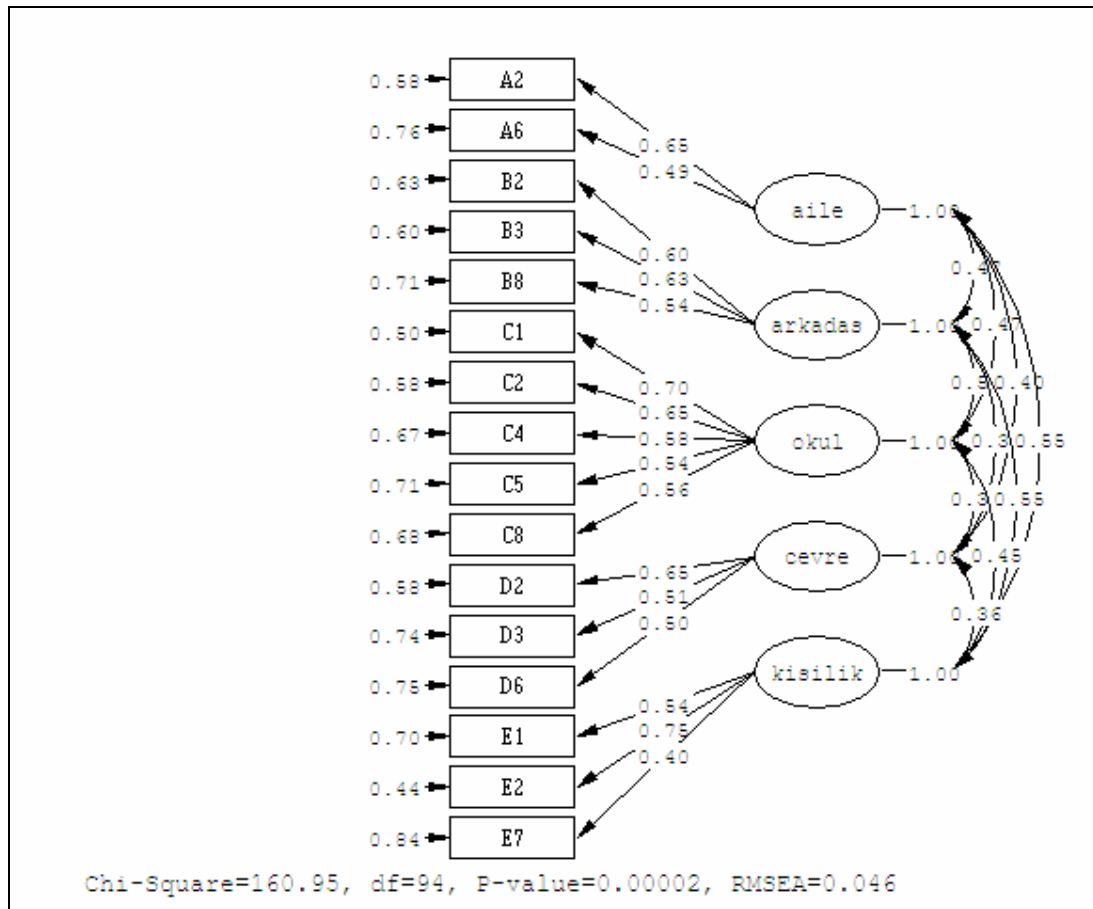 0.58 A2
0.76 A6
0.65
0.63 B2
0.49
aile 1.00
0.60 B3
0.60
0.47
0.71 B8
0.63
0.54
arkadas 1.00 0.47
0.50 C1
0.58 C2
0.70
0.40
0.65
0.67 C4
0.58
okul 1.00 0.55
0.54
0.71 C5
0.56
0.55
0.68 C8
0.58 D2
0.65
cevre 1.00 0.45
0.51
0.74 D3
0.50
0.36
0.75 D6
kisilik 1.00
0.54
0.70 E1
0.75
0.40
0.44 E2
0.84 E7
Chi-Square=160.95, df=94, P-value=0.00002, RMSEA=0.046